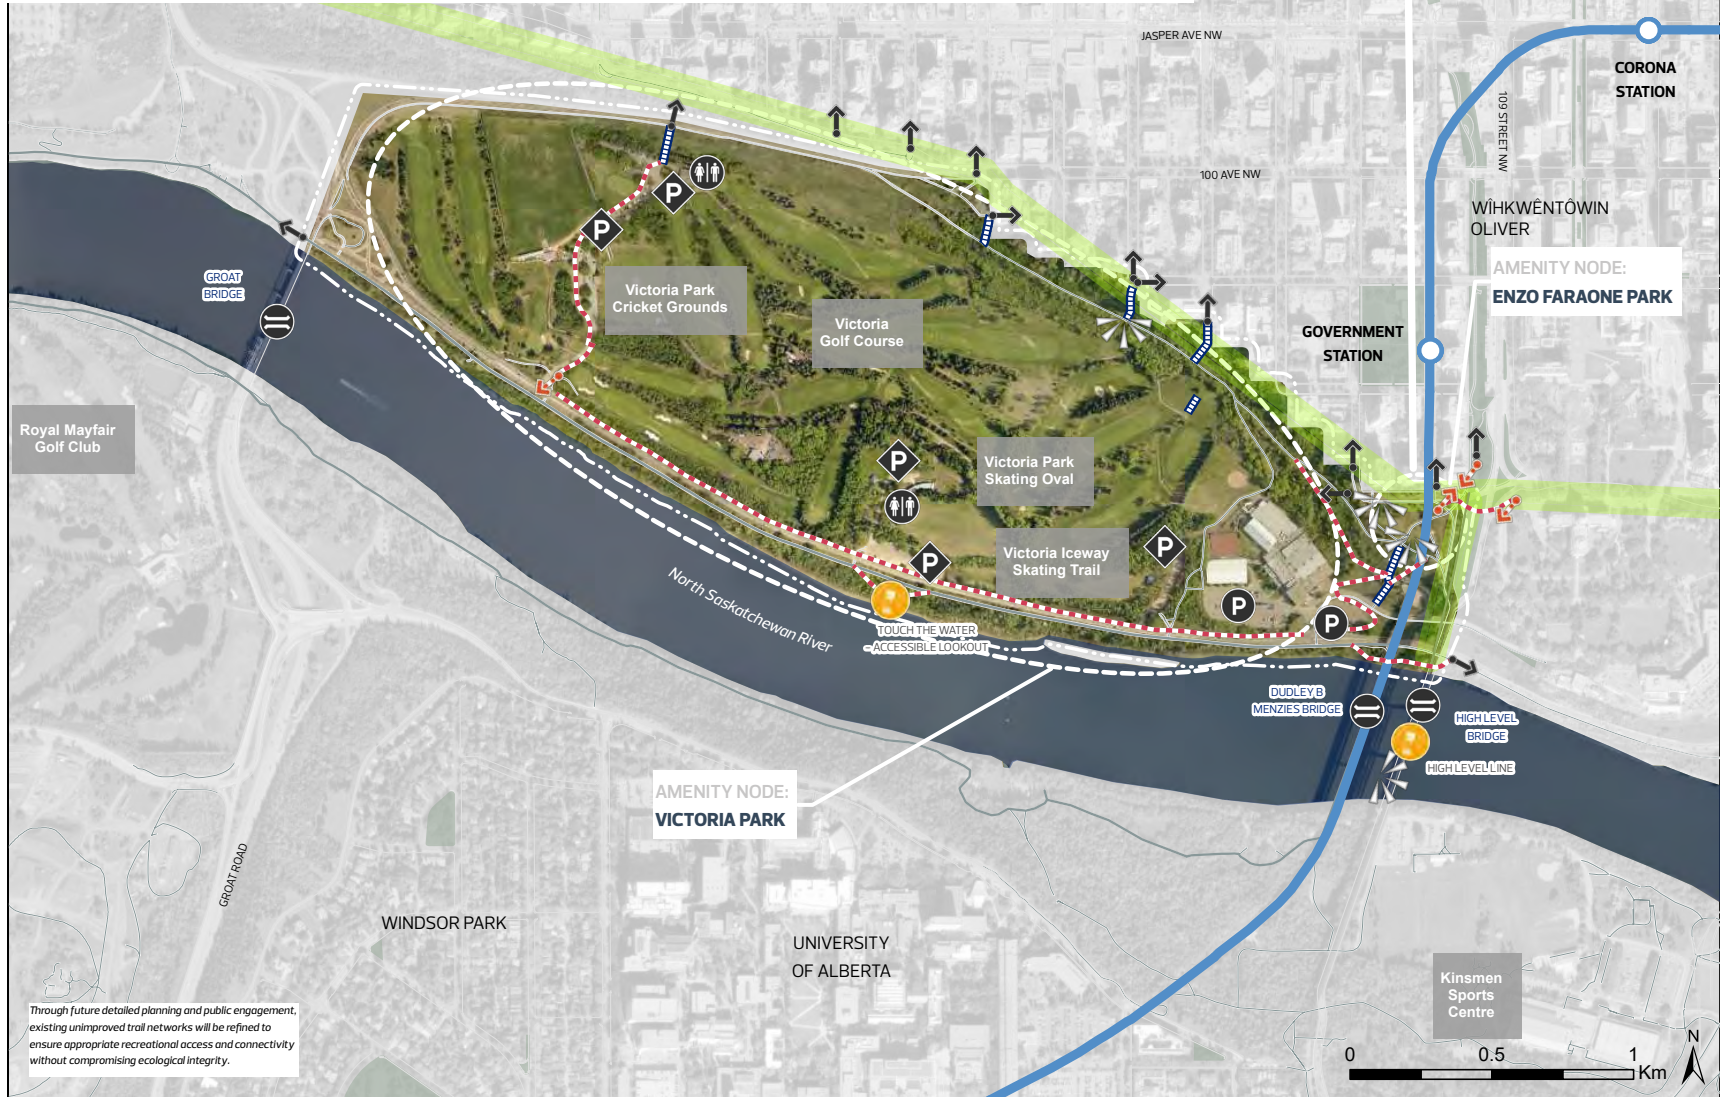 JASPER AVE NW
CORONA
STATION
109 STREET NW
100 AVE NW
WÎHKWÊNTÔWIN
OLIVER
AMENITY NODE:
ENZO FARAONE PARK
GROAT
BRIDGE
Victoria Park
Cricket Grounds
Victoria
Golf Course
GOVERNMENT
STATION
Royal Mayfair
Golf Club
Victoria Park
Skating Oval
Victoria Iceway
Skating Trail
P
P
P
P
P
P
P
North Saskatchewan River
TOUCH THE WATER
- ACCESSIBLE LOOKOUT
DUDLEY B
MENZIES BRIDGE
HIGH LEVEL
BRIDGE
HIGH LEVEL LINE
AMENITY NODE:
VICTORIA PARK
GROAT ROAD
WINDSOR PARK
UNIVERSITY
OF ALBERTA
Kinsmen
Sports
Centre
Through future detailed planning and public engagement,
existing unimproved trail networks will be refined to
ensure appropriate recreational access and connectivity
without compromising ecological integrity.
0 0.5 1
Km
N